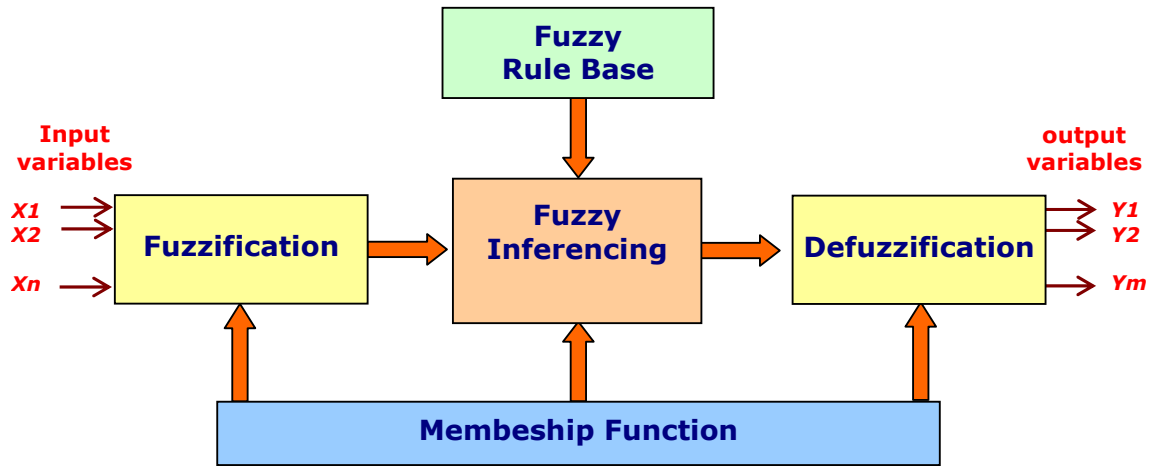 Fuzzy
Rule Base
Input
variables
X1
X2
Xn
Fuzzification
Fuzzy
Inferencing
Defuzzification
output
variables
Y1
Y2
Ym
Membeship Function